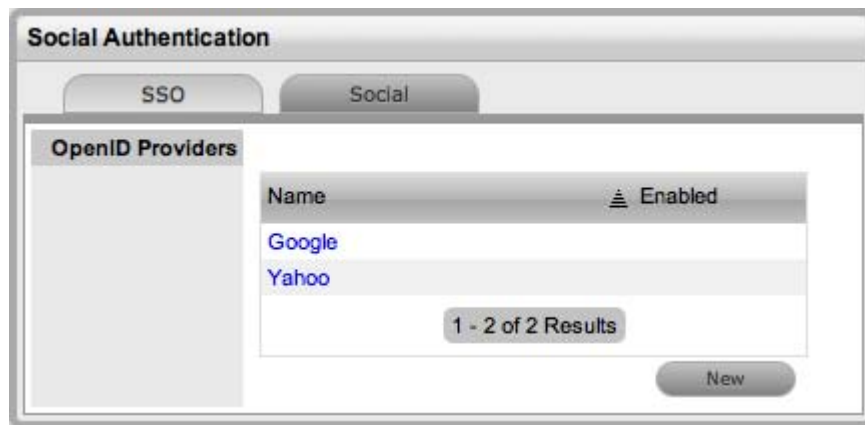 Social Authentication
SSO Social
OpenID Providers
Name Enabled
Google
Yahoo
1 - 2 of 2 Results
New